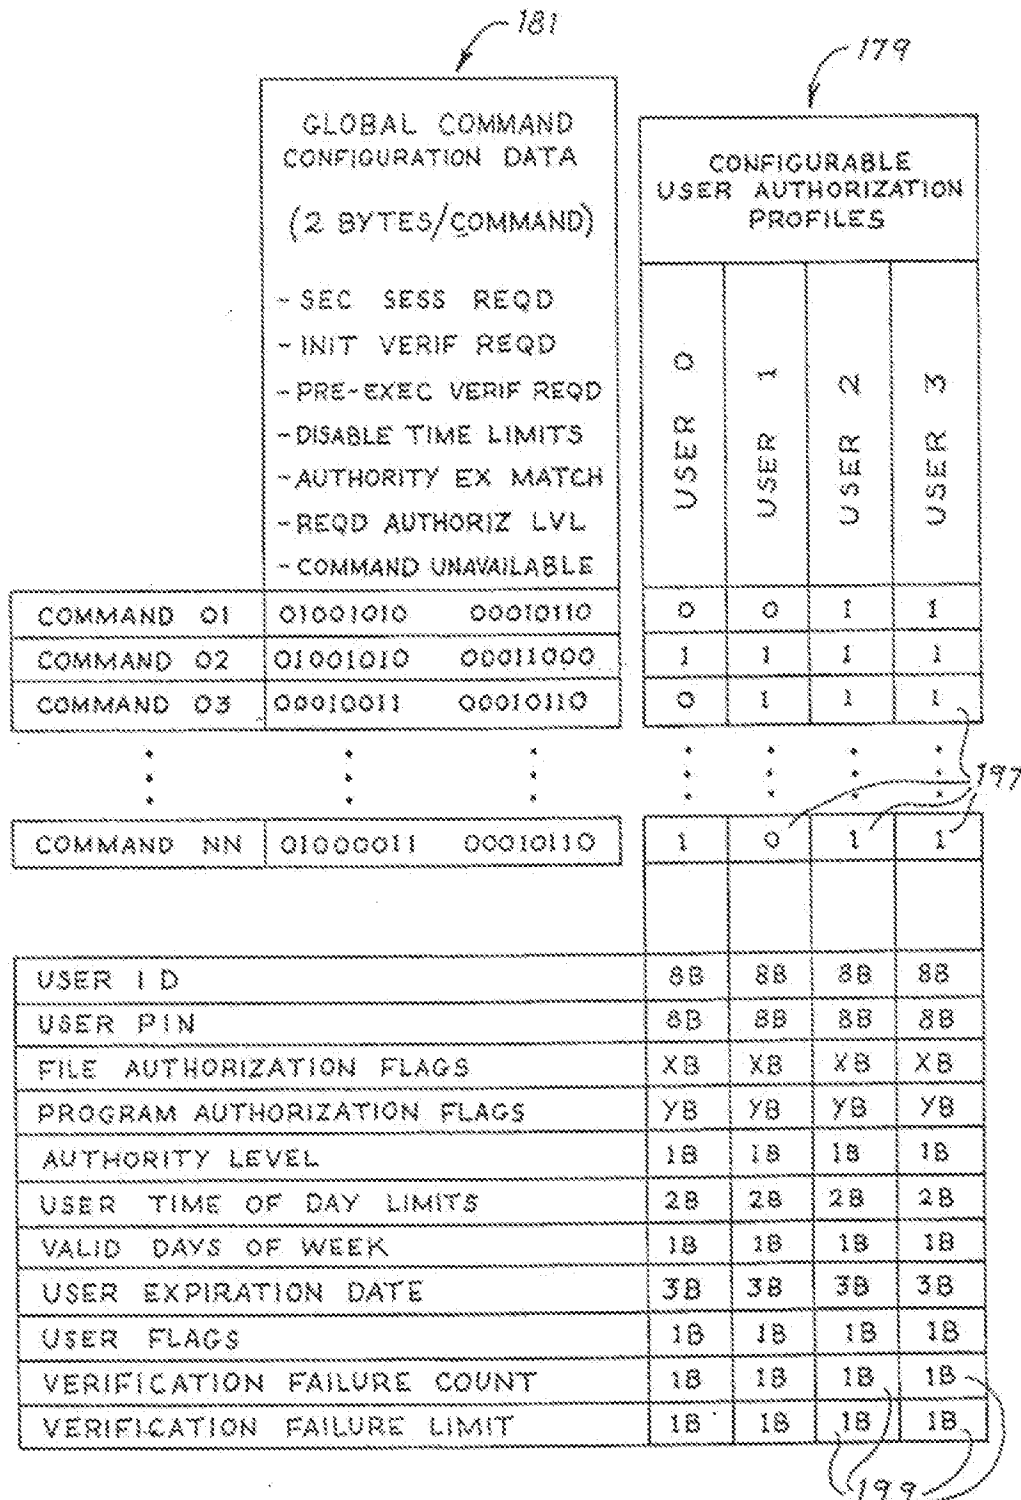 181
179
GLOBAL COMMAND
CONFIGURATION DATA
(2 BYTES/COMMAND)
- SEC SESS REQD
- INIT VERIF REQD
- PRE-EXEC VERIF REQD
- DISABLE TIME LIMITS
- AUTHORITY EX MATCH
- REQD AUTHORIZ LVL
- COMMAND UNAVAILABLE
CONFIGURABLE
USER AUTHORIZATION
PROFILES
USER 0
USER 1
USER 2
USER 3
COMMAND 01 01001010 00010110 0 0 1 1
COMMAND 02 01001010 00011000 1 1 1 1
COMMAND 03 00010011 00010110 0 1 1 1
197
COMMAND NN 01000011 00010110 1 0 1 1
USER ID 8B 8B 8B 8B
USER PIN 8B 8B 8B 8B
FILE AUTHORIZATION FLAGS XB XB XB XB
PROGRAM AUTHORIZATION FLAGS YB YB YB YB
AUTHORITY LEVEL 1B 1B 1B 1B
USER TIME OF DAY LIMITS 2B 2B 2B 2B
VALID DAYS OF WEEK 1B 1B 1B 1B
USER EXPIRATION DATE 3B 3B 3B 3B
USER FLAGS 1B 1B 1B 1B
VERIFICATION FAILURE COUNT 1B 1B 1B 1B
VERIFICATION FAILURE LIMIT 1B 1B 1B 1B
199